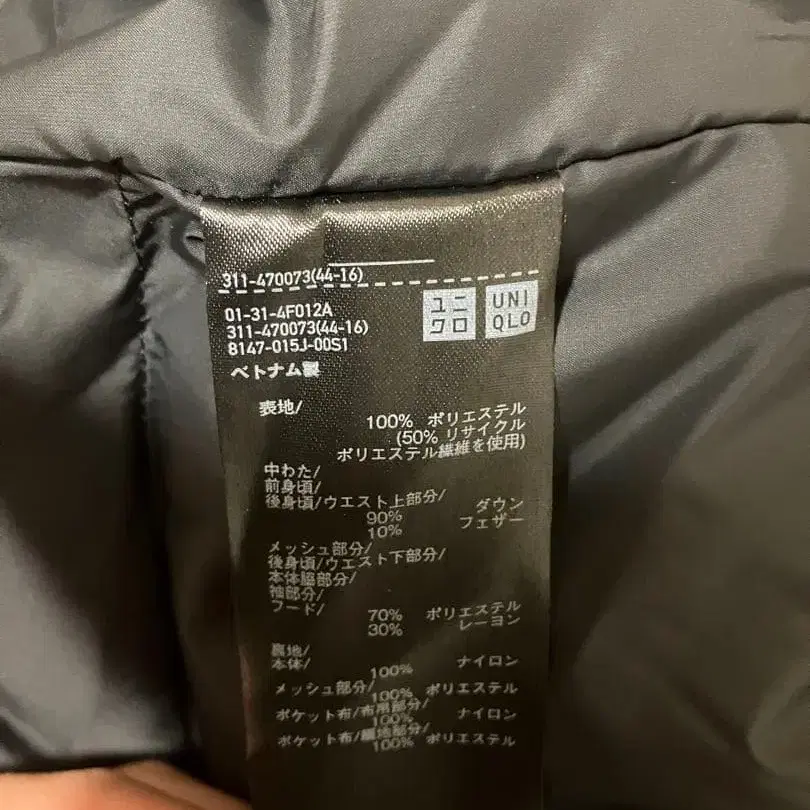 311-470073(44-16)
01-31-4F012A
311-470073(44-16)
8147-015J-00S1
ユニ
クロ
UNI
QLO
ベトナム製
表地/
100% ポリエステル
(50% リサイクル
ポリエステル繊維を使用)
中わた/
前身頃/
後身頃/ウエスト上部分/
90% ダウン
10% フェザー
メッシュ部分/
後身頃/ウエスト下部分/
本体脇部分/
袖部分/
フード/ 70% ポリエステル
30% レーヨン
裏地/
本体/ 100% ナイロン
メッシュ部分/
100% ポリエステル
ポケット布/布帛部分/
100% ナイロン
ポケット布/編地部分/
100% ポリエステル